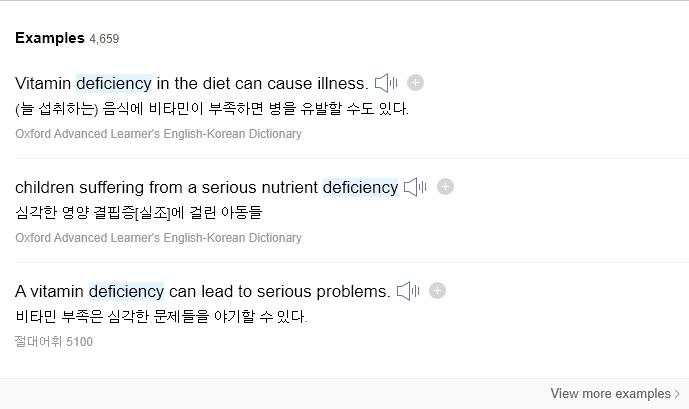 Examples 4,659
Vitamin deficiency in the diet can cause illness.
(늘 섭취하는) 음식에 비타민이 부족하면 병을 유발할 수도 있다.
Oxford Advanced Learner's English-Korean Dictionary
children suffering from a serious nutrient deficiency
심각한 영양 결핍증[실조]에 걸린 아동들
Oxford Advanced Learner's English-Korean Dictionary
A vitamin deficiency can lead to serious problems.
비타민 부족은 심각한 문제들을 야기할 수 있다.
절대어휘 5100
View more examples